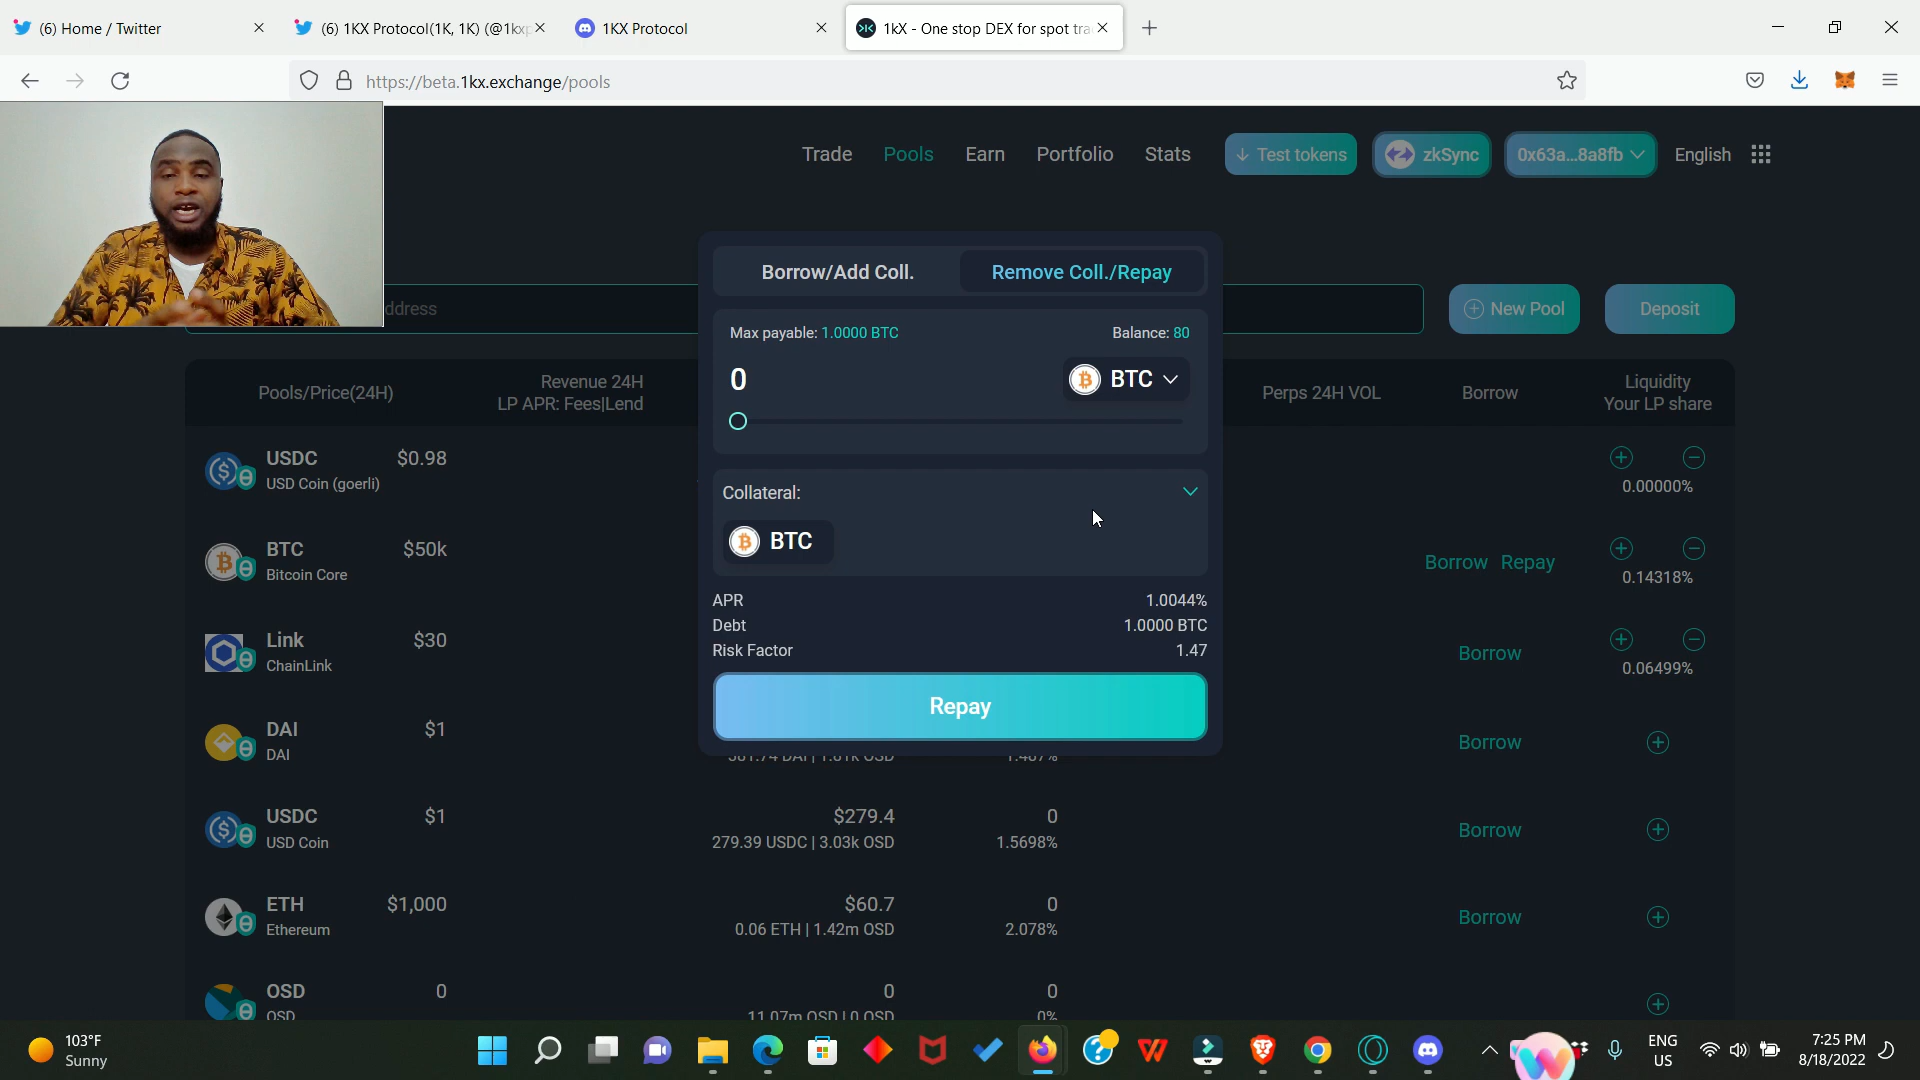 (6) Home / Twitter
(6) 1KX Protocol(1K, 1K) (@1kxp
1KX Protocol
1kX - One stop DEX for spot tra
https://beta.1kx.exchange/pools
Trade
Pools
Earn
Portfolio
Stats
Test tokens
zkSync
0x63a...8a8fb
English
ddress
New Pool
Deposit
Borrow/Add Coll.
Remove Coll./Repay
Max payable: 1.0000 BTC
Balance: 80
0
BTC
Collateral:
BTC
APR 1.0044%
Debt 1.0000 BTC
Risk Factor 1.47
Repay
Pools/Price(24H)
Revenue 24H
LP APR: Fees|Lend
Perps 24H VOL
Borrow
Liquidity
Your LP share
USDC $0.98
USD Coin (goerli)
0.00000%
BTC $50k
Bitcoin Core
Borrow Repay
0.14318%
Link $30
ChainLink
Borrow
0.06499%
DAI $1
DAI
Borrow
USDC $1 $279.4 0
USD Coin 279.39 USDC | 3.03k OSD 1.5698%
Borrow
ETH $1,000 $60.7 0
Ethereum 0.06 ETH | 1.42m OSD 2.078%
Borrow
OSD 0 0 0
OSD 11.07m OSD | 0 OSD 0%
103°F
Sunny
ENG
US
7:25 PM
8/18/2022